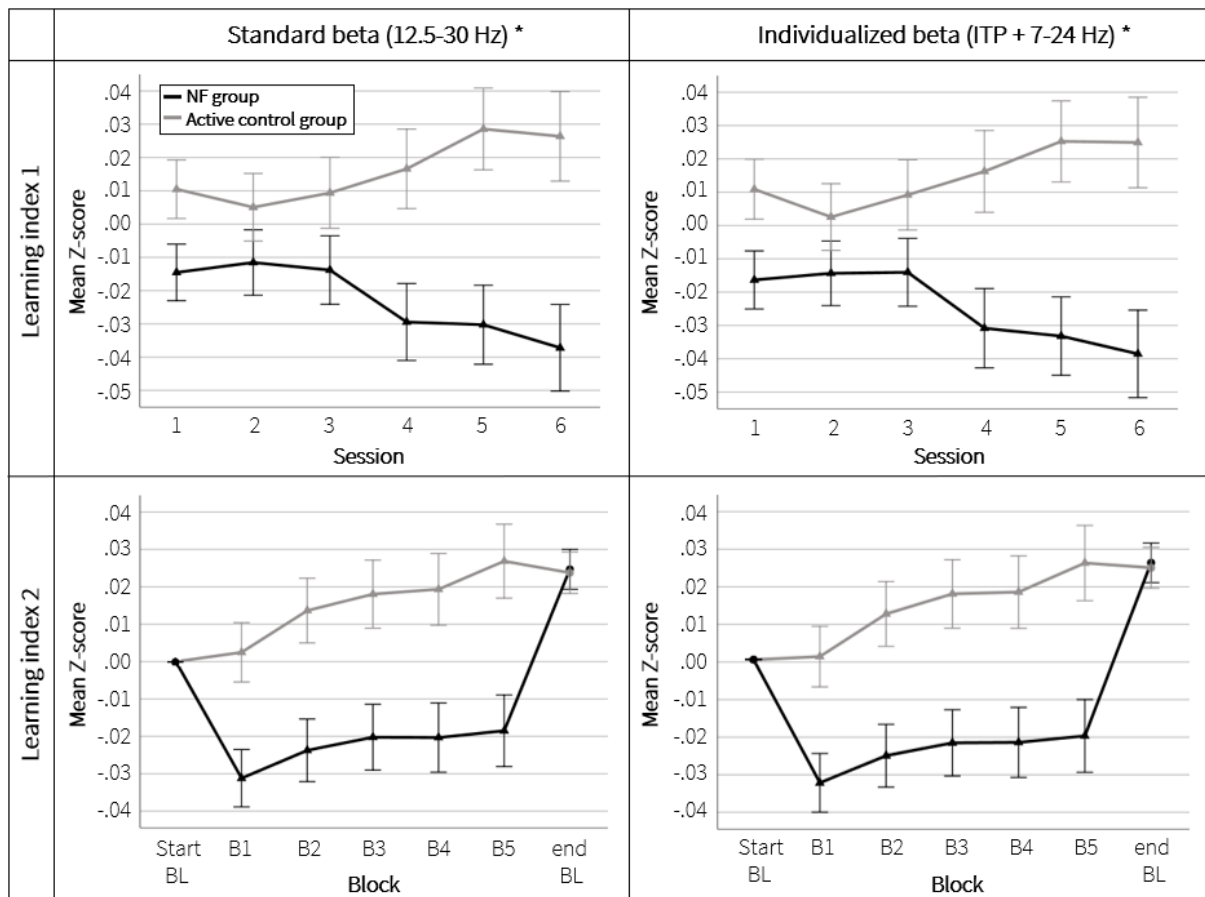 Standard beta (12.5-30 Hz) *
Individualized beta (ITP + 7-24 Hz) *
Learning index 1
Mean Z-score
.04
.03
.02
.01
.00
-.01
-.02
-.03
-.04
-.05
NF group
Active control group
1 2 3 4 5 6
Session
Mean Z-score
.04
.03
.02
.01
.00
-.01
-.02
-.03
-.04
-.05
1 2 3 4 5 6
Session
Learning index 2
Mean Z-score
.04
.03
.02
.01
.00
-.01
-.02
-.03
-.04
Start BL B1 B2 B3 B4 B5 end BL
Block
Mean Z-score
.04
.03
.02
.01
.00
-.01
-.02
-.03
-.04
Start BL B1 B2 B3 B4 B5 end BL
Block